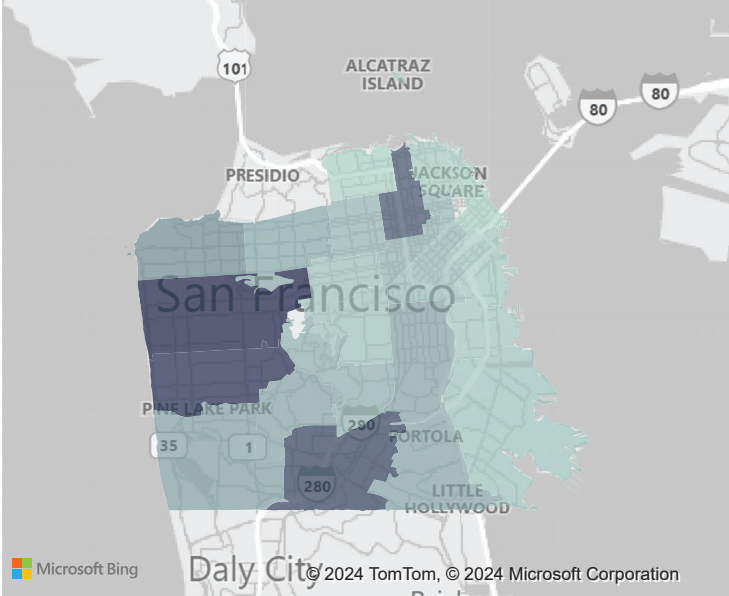 101
ALCATRAZ
ISLAND
80
80
PRESIDIO
JACKSON
SQUARE
San Francisco
PINE LAKE PARK
280
PORTOLA
35
1
280
LITTLE
HOLLYWOOD
Microsoft Bing
Daly City
© 2024 TomTom, © 2024 Microsoft Corporation